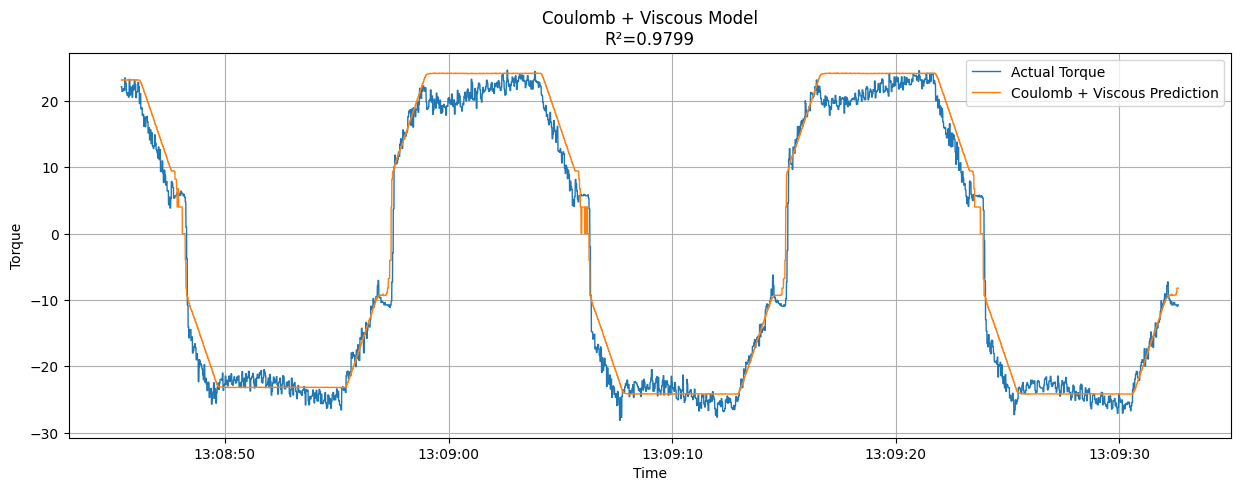 Coulomb + Viscous Model
R²=0.9799
Actual Torque
Coulomb + Viscous Prediction
Torque
20
10
0
−10
−20
−30
13:08:50
13:09:00
13:09:10
13:09:20
13:09:30
Time